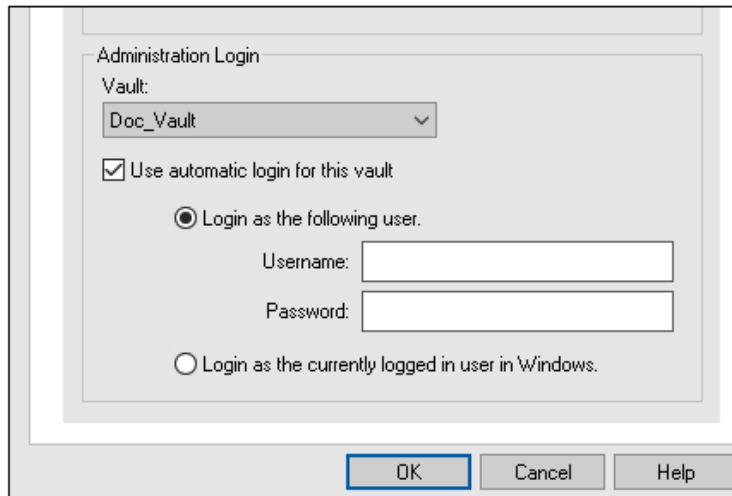 Administration Login
Vault:
Doc_Vault
Use automatic login for this vault
Login as the following user.
Username:
Password:
Login as the currently logged in user in Windows.
OK Cancel Help